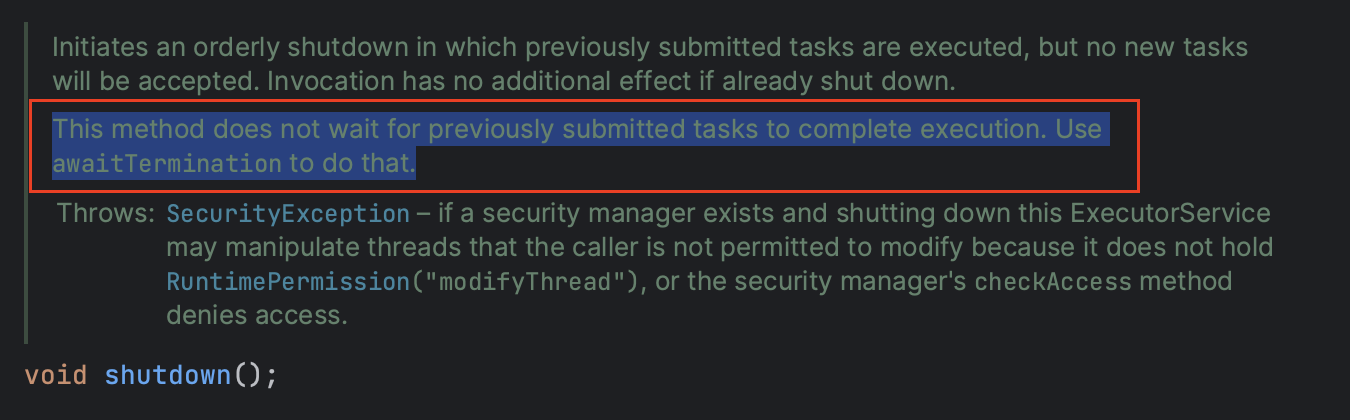 Initiates an orderly shutdown in which previously submitted tasks are executed, but no new tasks
will be accepted. Invocation has no additional effect if already shut down.
This method does not wait for previously submitted tasks to complete execution. Use
awaitTermination to do that.
Throws: SecurityException – if a security manager exists and shutting down this ExecutorService
may manipulate threads that the caller is not permitted to modify because it does not hold
RuntimePermission("modifyThread"), or the security manager's checkAccess method
denies access.
void shutdown();